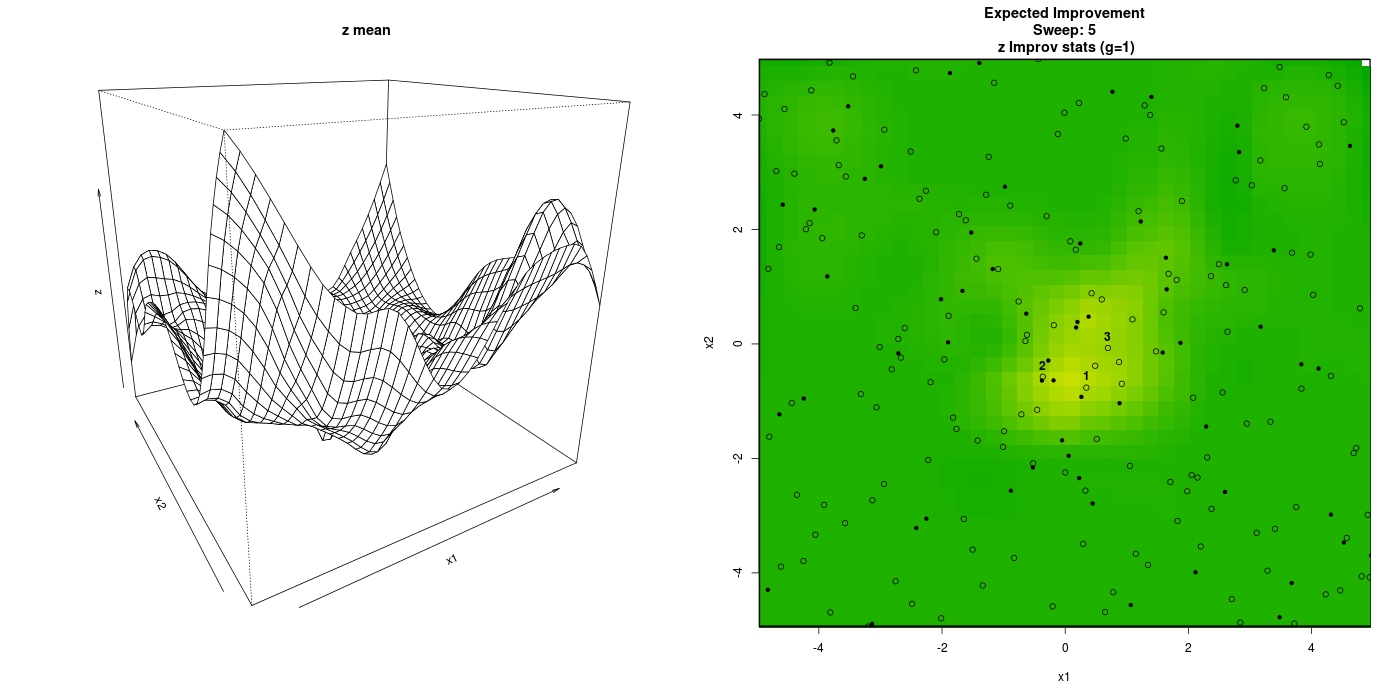 z mean
z
x2
x1
Expected Improvement
Sweep: 5
z Improv stats (g=1)
4
2
0
-2
-4
x2
3
2
1
-4
-2
0
2
4
x1